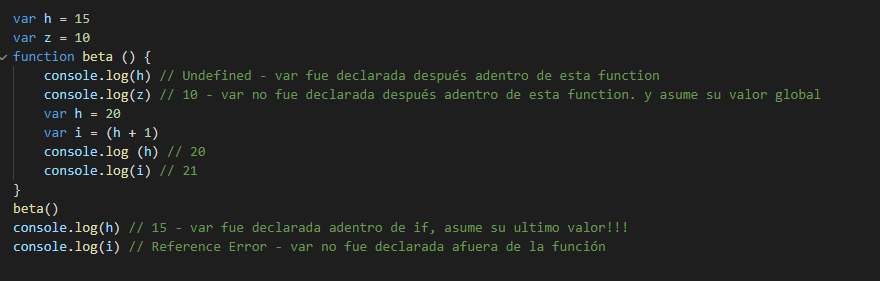 var h = 15
var z = 10
function beta () {
    console.log(h) // Undefined - var fue declarada después adentro de esta function
    console.log(z) // 10 - var no fue declarada después adentro de esta function. y asume su valor global
    var h = 20
    var i = (h + 1)
    console.log (h) // 20
    console.log(i) // 21
}
beta()
console.log(h) // 15 - var fue declarada adentro de if, asume su ultimo valor!!!
console.log(i) // Reference Error - var no fue declarada afuera de la función